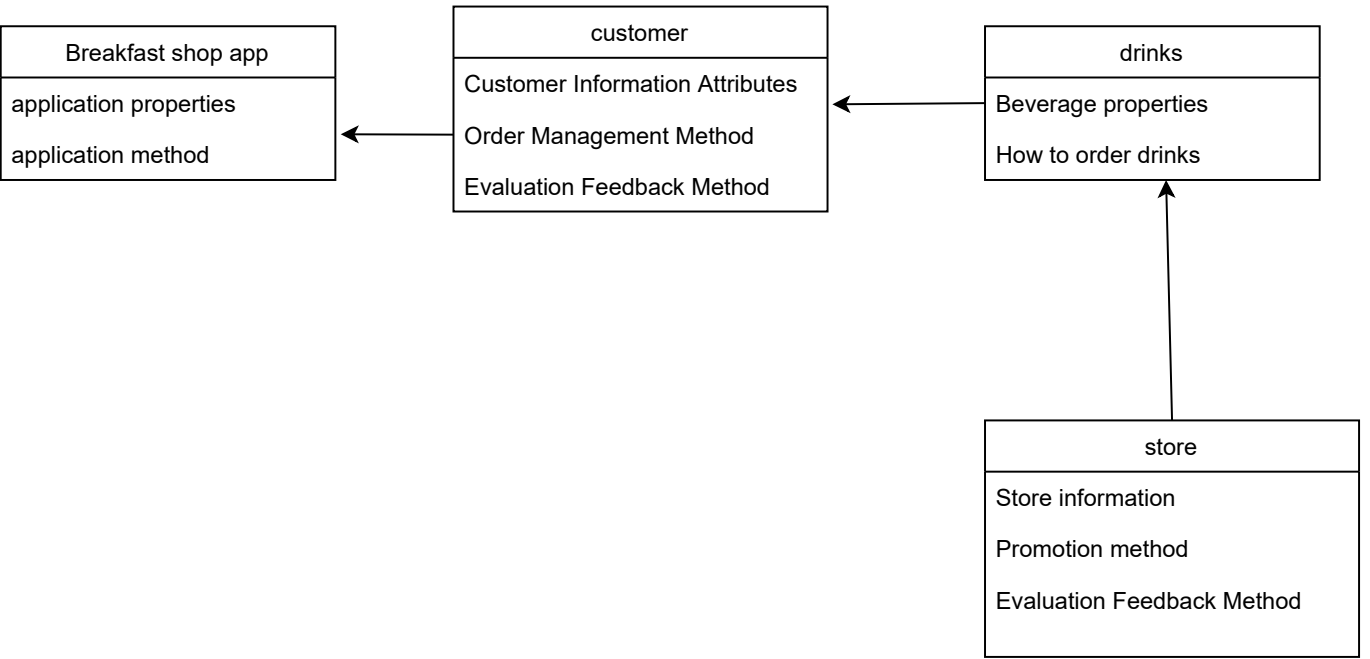 Breakfast shop app
application properties
application method
customer
Customer Information Attributes
Order Management Method
Evaluation Feedback Method
drinks
Beverage properties
How to order drinks
store
Store information
Promotion method
Evaluation Feedback Method